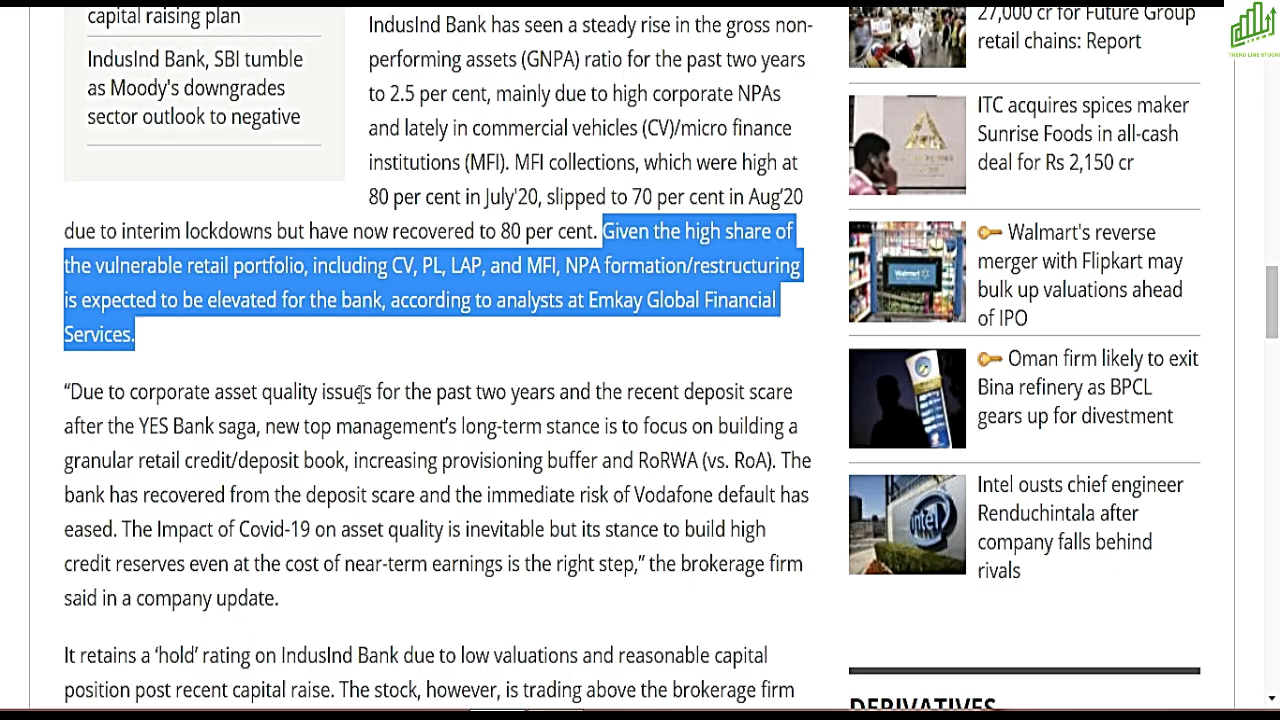 capital raising plan
IndusInd Bank, SBI tumble
as Moody's downgrades
sector outlook to negative
IndusInd Bank has seen a steady rise in the gross non-
performing assets (GNPA) ratio for the past two years
to 2.5 per cent, mainly due to high corporate NPAs
and lately in commercial vehicles (CV)/micro finance
institutions (MFI). MFI collections, which were high at
80 per cent in July'20, slipped to 70 per cent in Aug'20
due to interim lockdowns but have now recovered to 80 per cent. Given the high share of
the vulnerable retail portfolio, including CV, PL, LAP, and MFI, NPA formation/restructuring
is expected to be elevated for the bank, according to analysts at Emkay Global Financial
Services.
“Due to corporate asset quality issues for the past two years and the recent deposit scare
after the YES Bank saga, new top management's long-term stance is to focus on building a
granular retail credit/deposit book, increasing provisioning buffer and RoRWA (vs. RoA). The
bank has recovered from the deposit scare and the immediate risk of Vodafone default has
eased. The Impact of Covid-19 on asset quality is inevitable but its stance to build high
credit reserves even at the cost of near-term earnings is the right step,” the brokerage firm
said in a company update.
It retains a ‘hold’ rating on IndusInd Bank due to low valuations and reasonable capital
position post recent capital raise. The stock, however, is trading above the brokerage firm
27,000 cr for Future Group
retail chains: Report
ITC acquires spices maker
Sunrise Foods in all-cash
deal for Rs 2,150 cr
Walmart's reverse
merger with Flipkart may
bulk up valuations ahead
of IPO
Walmart
Oman firm likely to exit
Bina refinery as BPCL
gears up for divestment
Intel ousts chief engineer
Renduchintala after
company falls behind
rivals
intel
DERIVATIVES
TREND LINE STOCKS